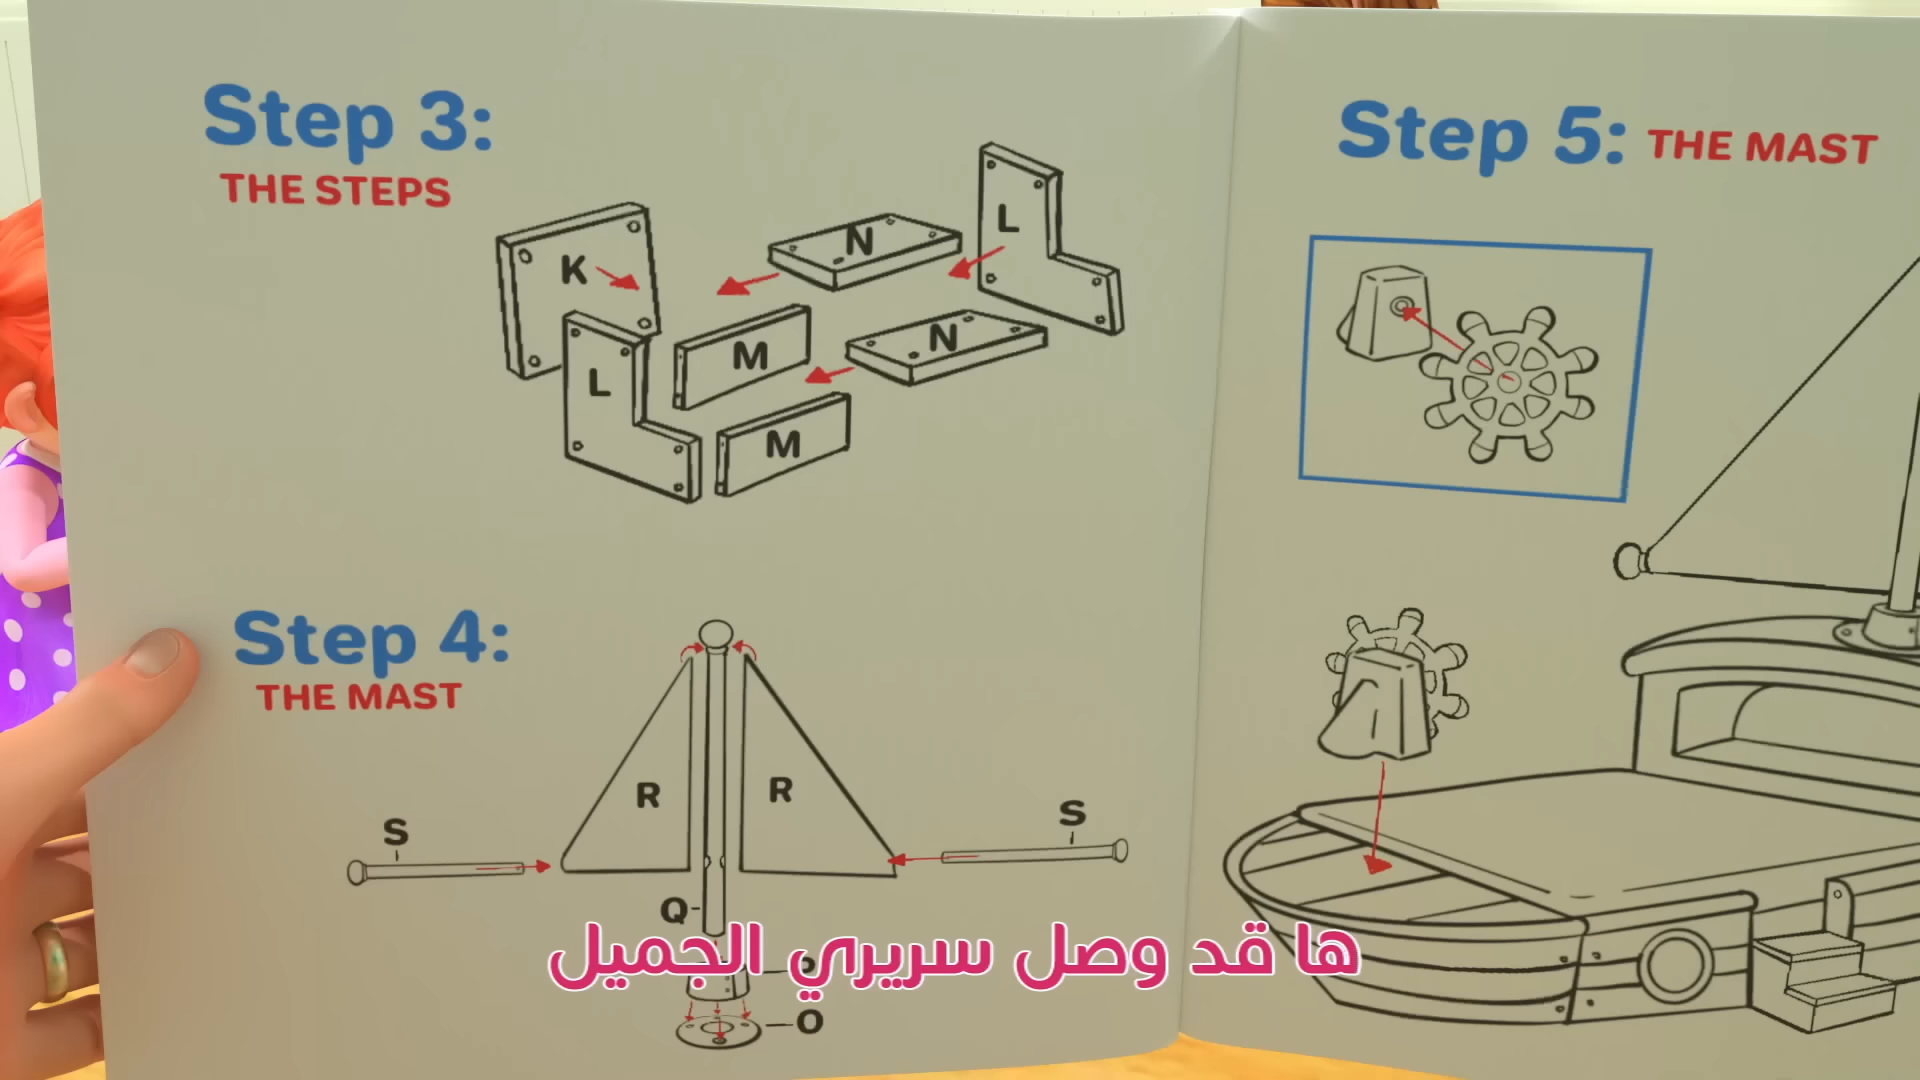 Step 3:
THE STEPS
K
N
L
M
N
L
M
Step 4:
THE MAST
R
R
S
S
Q
O
Step 5: THE MAST
ها قد وصل سريري الجميل